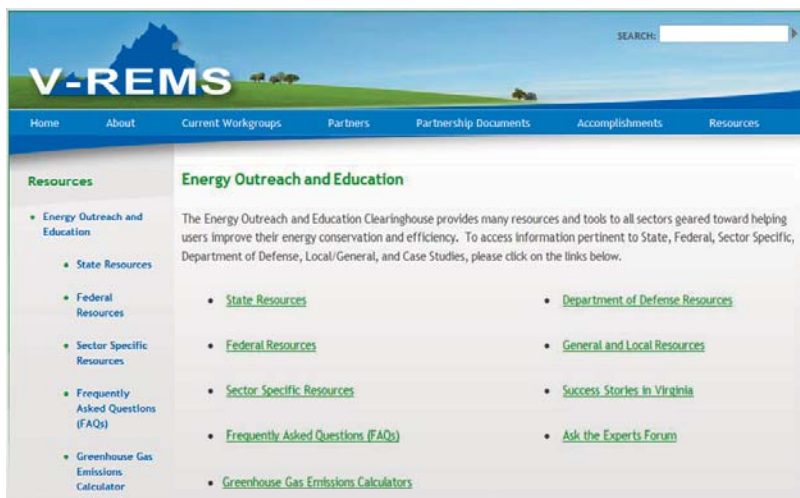 SEARCH:
V-REMS
Home About Current Workgroups Partners Partnership Documents Accomplishments Resources
Resources
Energy Outreach and
Education
State Resources
Federal
Resources
Sector Specific
Resources
Frequently
Asked Questions
(FAQs)
Greenhouse Gas
Emissions
Calculator
Energy Outreach and Education
The Energy Outreach and Education Clearinghouse provides many resources and tools to all sectors geared toward helping
users improve their energy conservation and efficiency. To access information pertinent to State, Federal, Sector Specific,
Department of Defense, Local/General, and Case Studies, please click on the links below.
State Resources
Federal Resources
Sector Specific Resources
Frequently Asked Questions (FAQs)
Greenhouse Gas Emissions Calculators
Department of Defense Resources
General and Local Resources
Success Stories in Virginia
Ask the Experts Forum